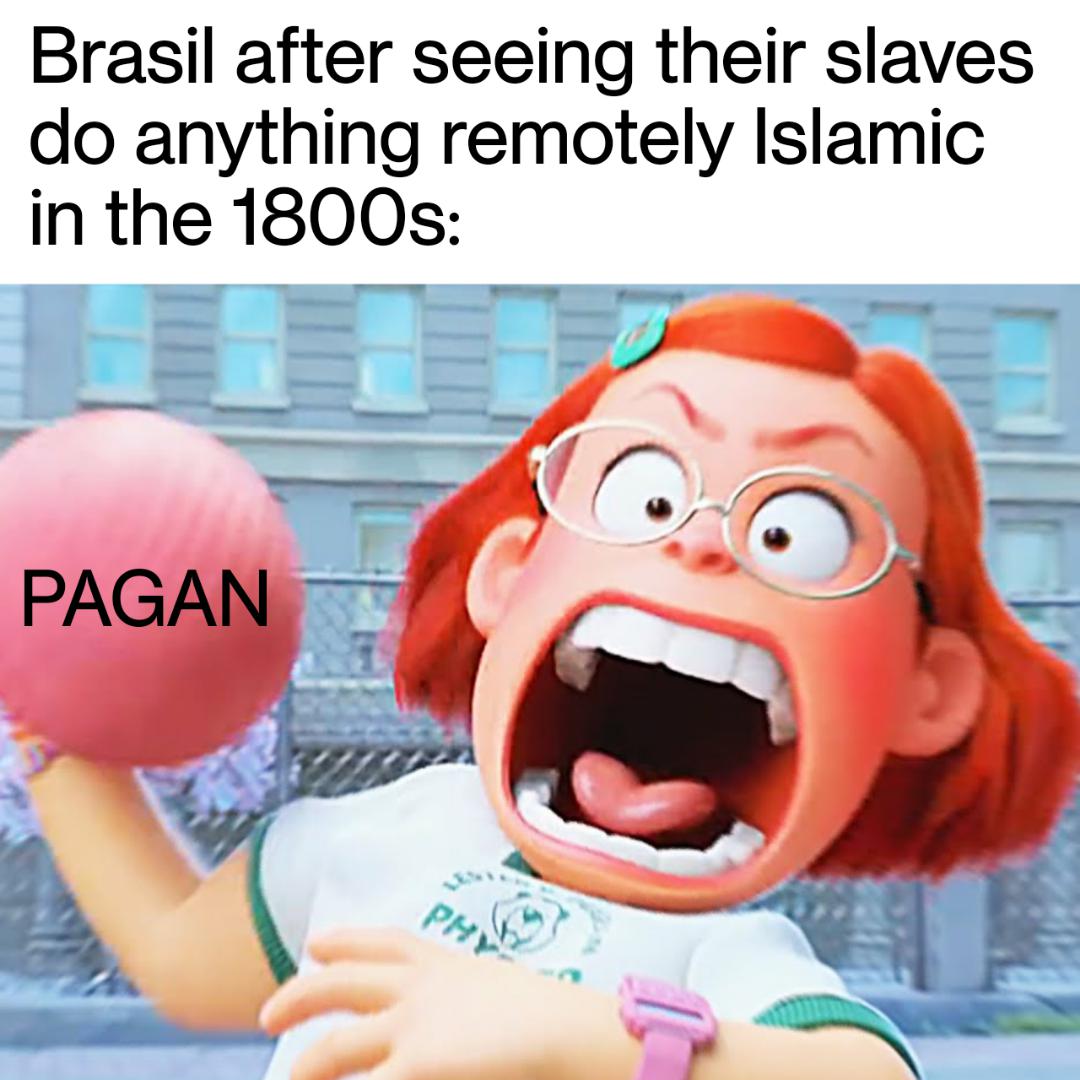 Brasil after seeing their slaves
do anything remotely Islamic
in the 1800s:
PAGAN